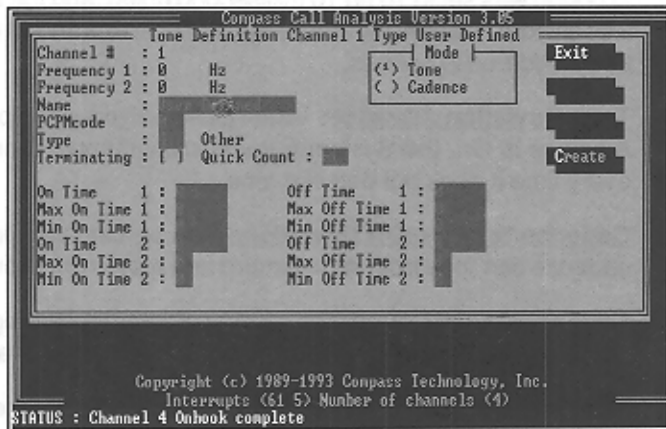 Compass Call Analysis Version 3.05
Tone Definition Channel 1 Type User Defined
Channel # : 1
Frequency 1 : 0 Hz
Frequency 2 : 0 Hz
Name :
PCPMcode :
Type : Other
Terminating : [ ] Quick Count :
Mode
(*) Tone
( ) Cadence
Exit
Create
On Time 1 : Off Time 1 :
Max On Time 1 : Max Off Time 1 :
Min On Time 1 : Min Off Time 1 :
On Time 2 : Off Time 2 :
Max On Time 2 : Max Off Time 2 :
Min On Time 2 : Min Off Time 2 :
Copyright (c) 1989-1993 Compass Technology, Inc.
Interrupts (61 5) Number of channels (4)
STATUS : Channel 4 Onhook complete